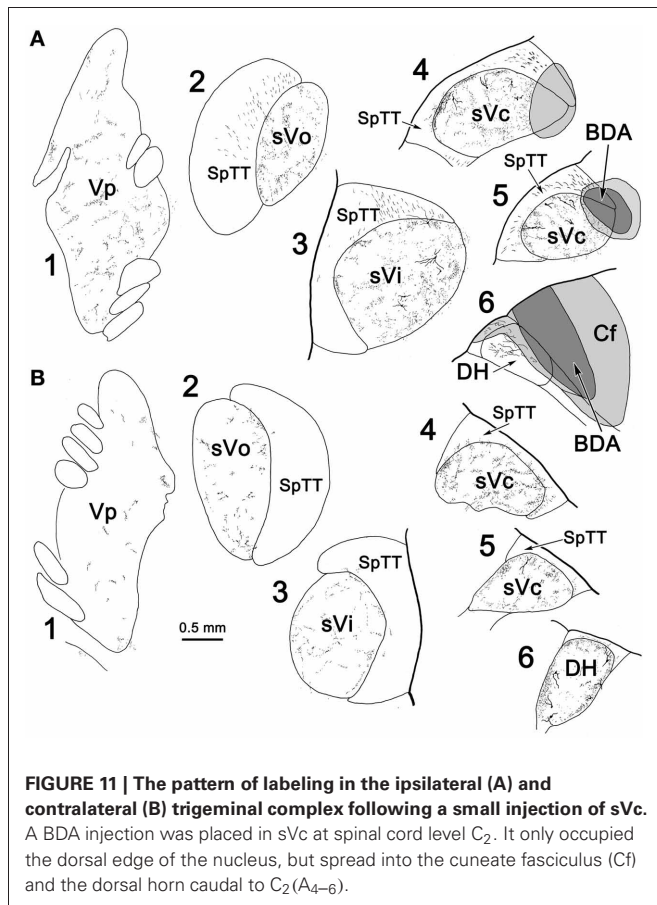 A
1
Vp
2
SpTT
sVo
3
SpTT
sVi
4
SpTT
sVc
BDA
SpTT
5
sVc
6
Cf
DH
BDA
B
1
Vp
2
sVo
SpTT
0.5 mm
3
SpTT
sVi
4
SpTT
sVc
5
SpTT
sVc
6
DH
FIGURE 11 | The pattern of labeling in the ipsilateral (A) and
contralateral (B) trigeminal complex following a small injection of sVc.
A BDA injection was placed in sVc at spinal cord level C₂. It only occupied
the dorsal edge of the nucleus, but spread into the cuneate fasciculus (Cf)
and the dorsal horn caudal to C₂(A₄₋₆).